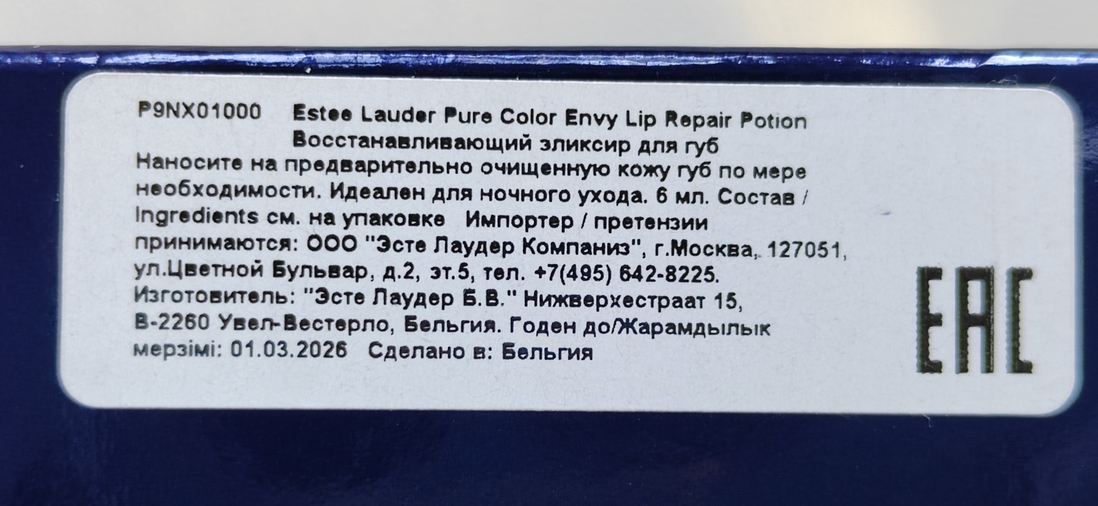 P9NX01000 Estee Lauder Pure Color Envy Lip Repair Potion
Восстанавливающий эликсир для губ
Наносите на предварительно очищенную кожу губ по мере
необходимости. Идеален для ночного ухода. 6 мл. Состав /
Ingredients см. на упаковке Импортер / претензии
принимаются: ООО "Эсте Лаудер Компаниз", г.Москва, 127051,
ул.Цветной Бульвар, д.2, эт.5, тел. +7(495) 642-8225.
Изготовитель: "Эсте Лаудер Б.В." Нижверхестраат 15,
В-2260 Увел-Вестерло, Бельгия. Годен до/Жарамдылык
мерзімі: 01.03.2026 Сделано в: Бельгия
EAC